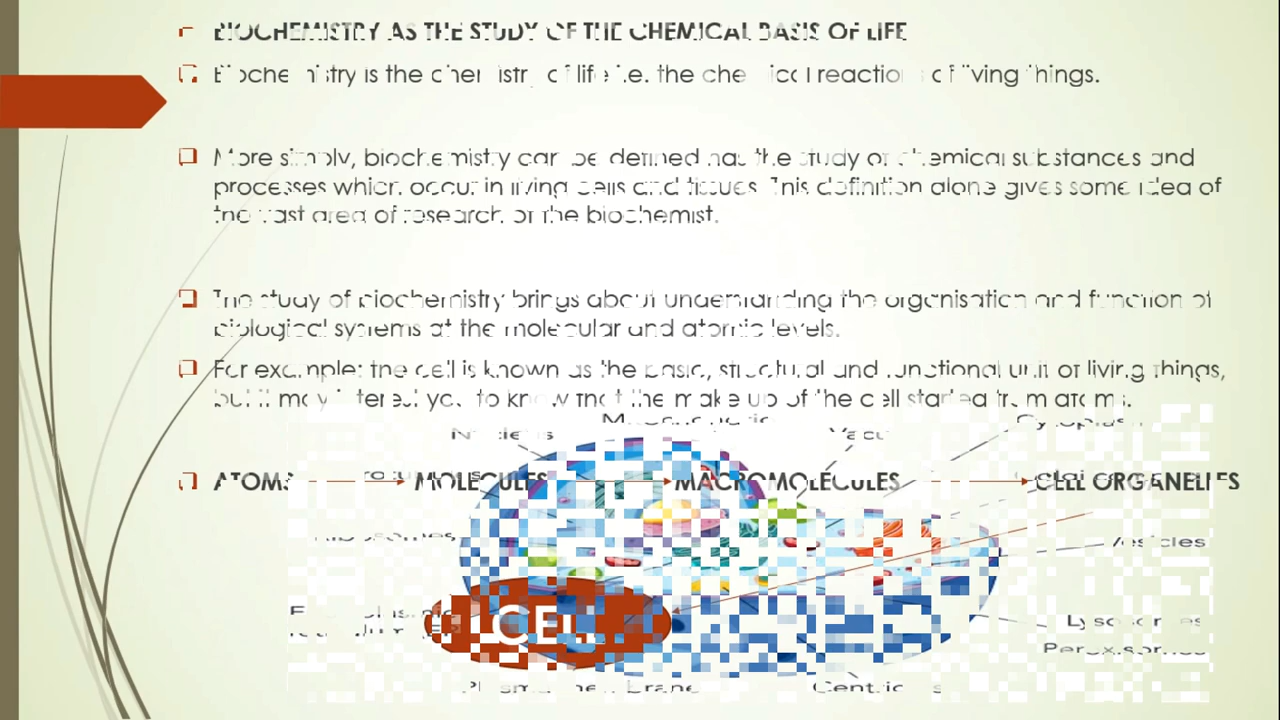 BIOCHEMISTRY AS THE STUDY OF THE CHEMICAL BASIS OF LIFE
Biochemistry is the chemistry of life i.e. the chemical reactions of living things.
More simply, biochemistry can be defined has the study of chemical substances and
processes which occur in living cells and tissues. This definition alone gives some idea of
the vast area of research of the biochemist.
The study of biochemistry brings about understanding the organisation and function of
biological systems at the molecular and atomic levels.
For example: the cell is known as the basic, structural and functional unit of living things,
but it may interest you to know that the make up of the cell started from atoms.
Nucleus
Cytoplasm
ATOMS MOLECULES MACROMOLECULES CELL ORGANELLES
Ribosomes
Vesicles
CELL
Lysosomes
Peroxisomes
Plasma membrane
Centrioles